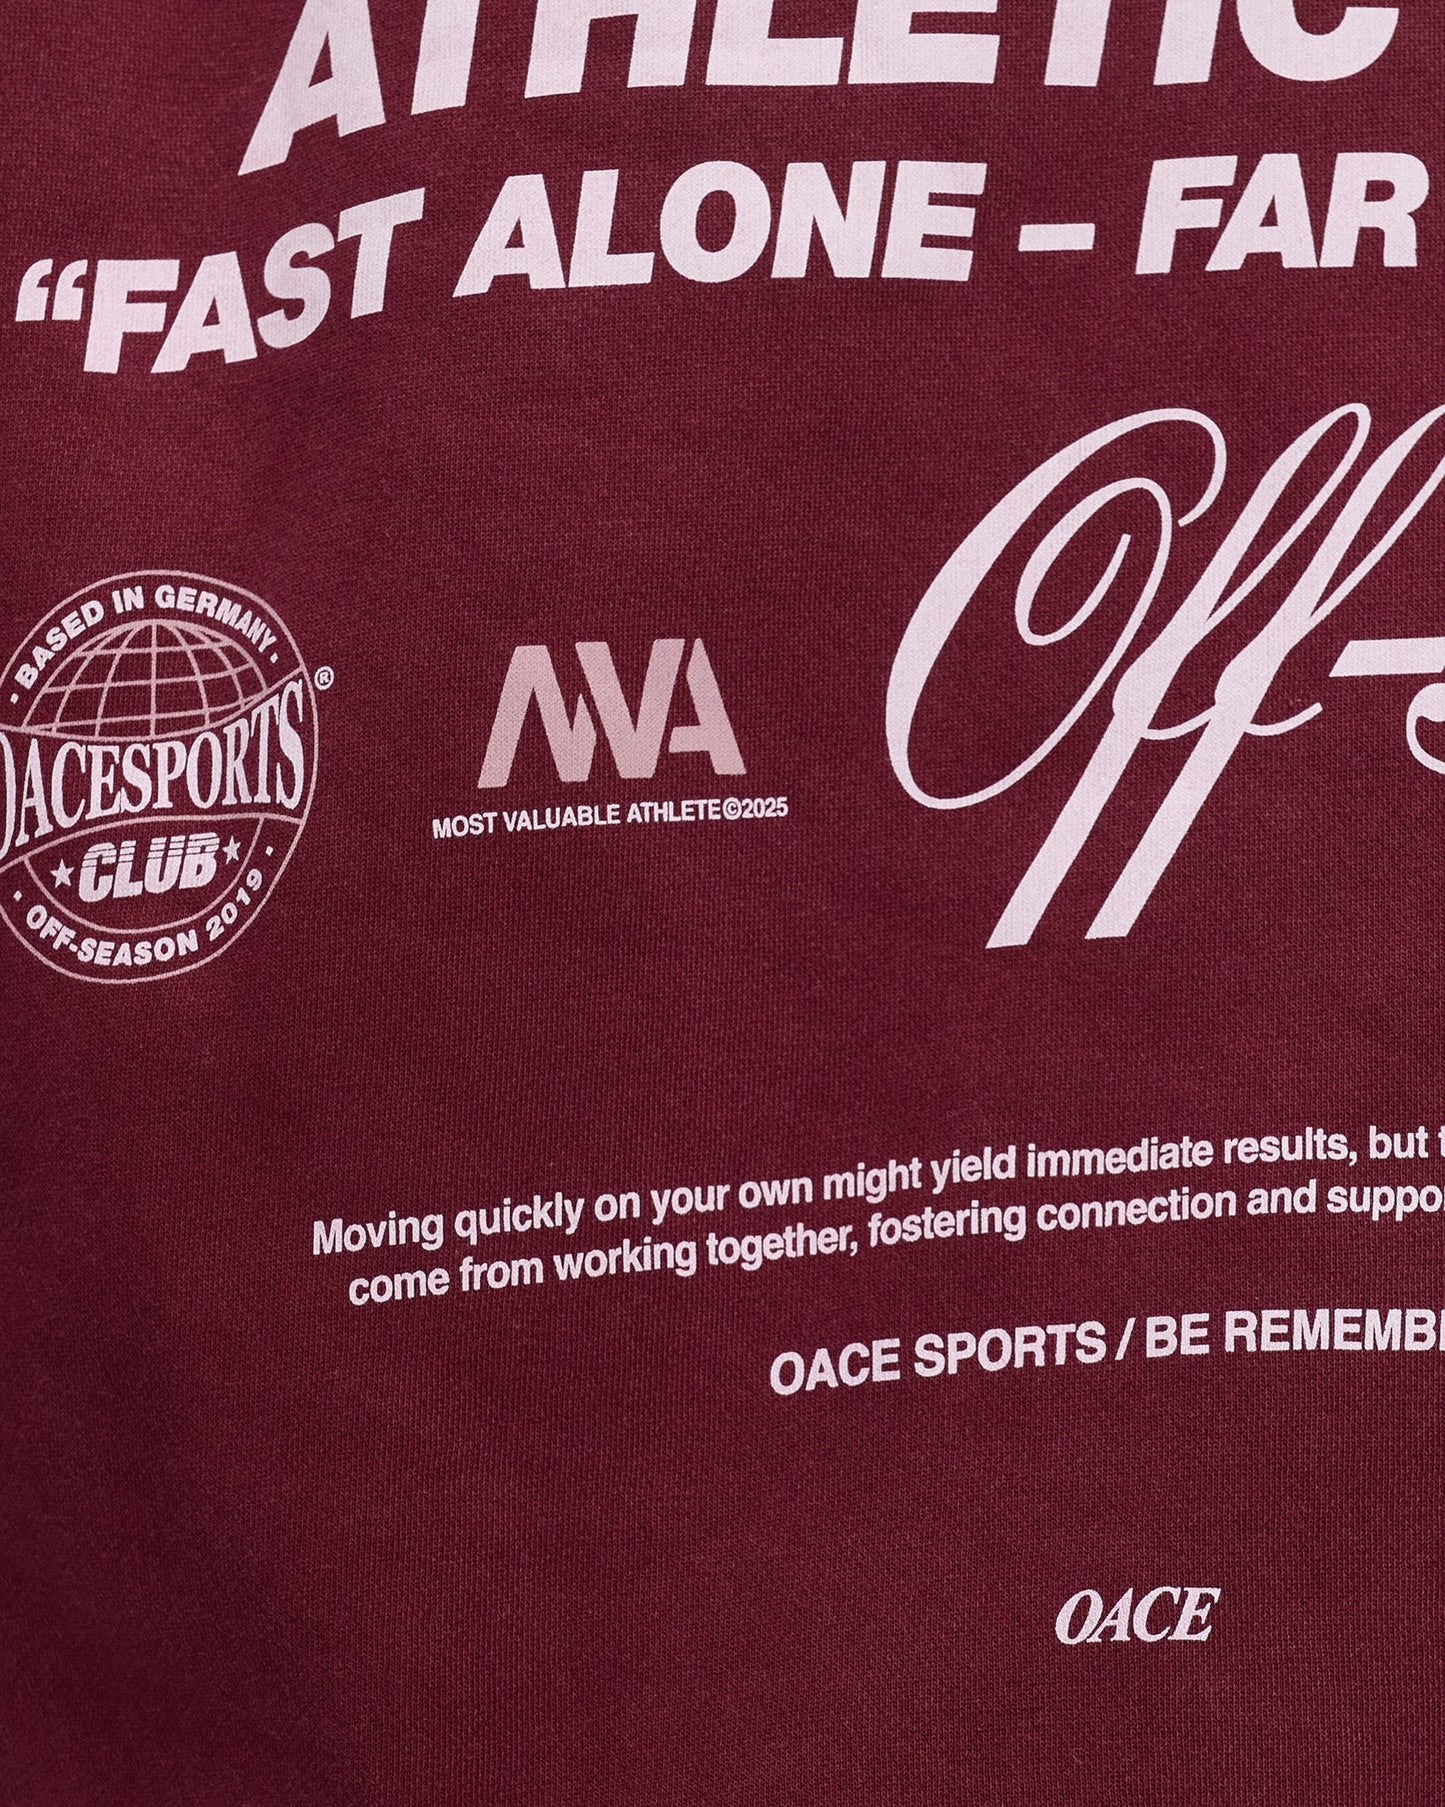 ATHLETIC
“FAST ALONE – FAR
Off-
· BASED IN GERMANY ·
®
OACESPORTS
CLUB
· OFF-SEASON 2019 ·
MVA
MOST VALUABLE ATHLETE©2025
Moving quickly on your own might yield immediate results, but
come from working together, fostering connection and
OACE SPORTS / BE
OACE